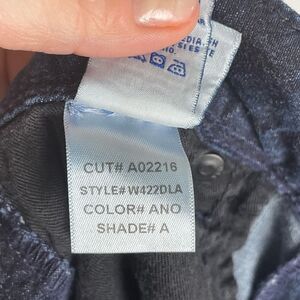 CUT# A02216
STYLE# W422DLA
COLOR# ANO
SHADE# A